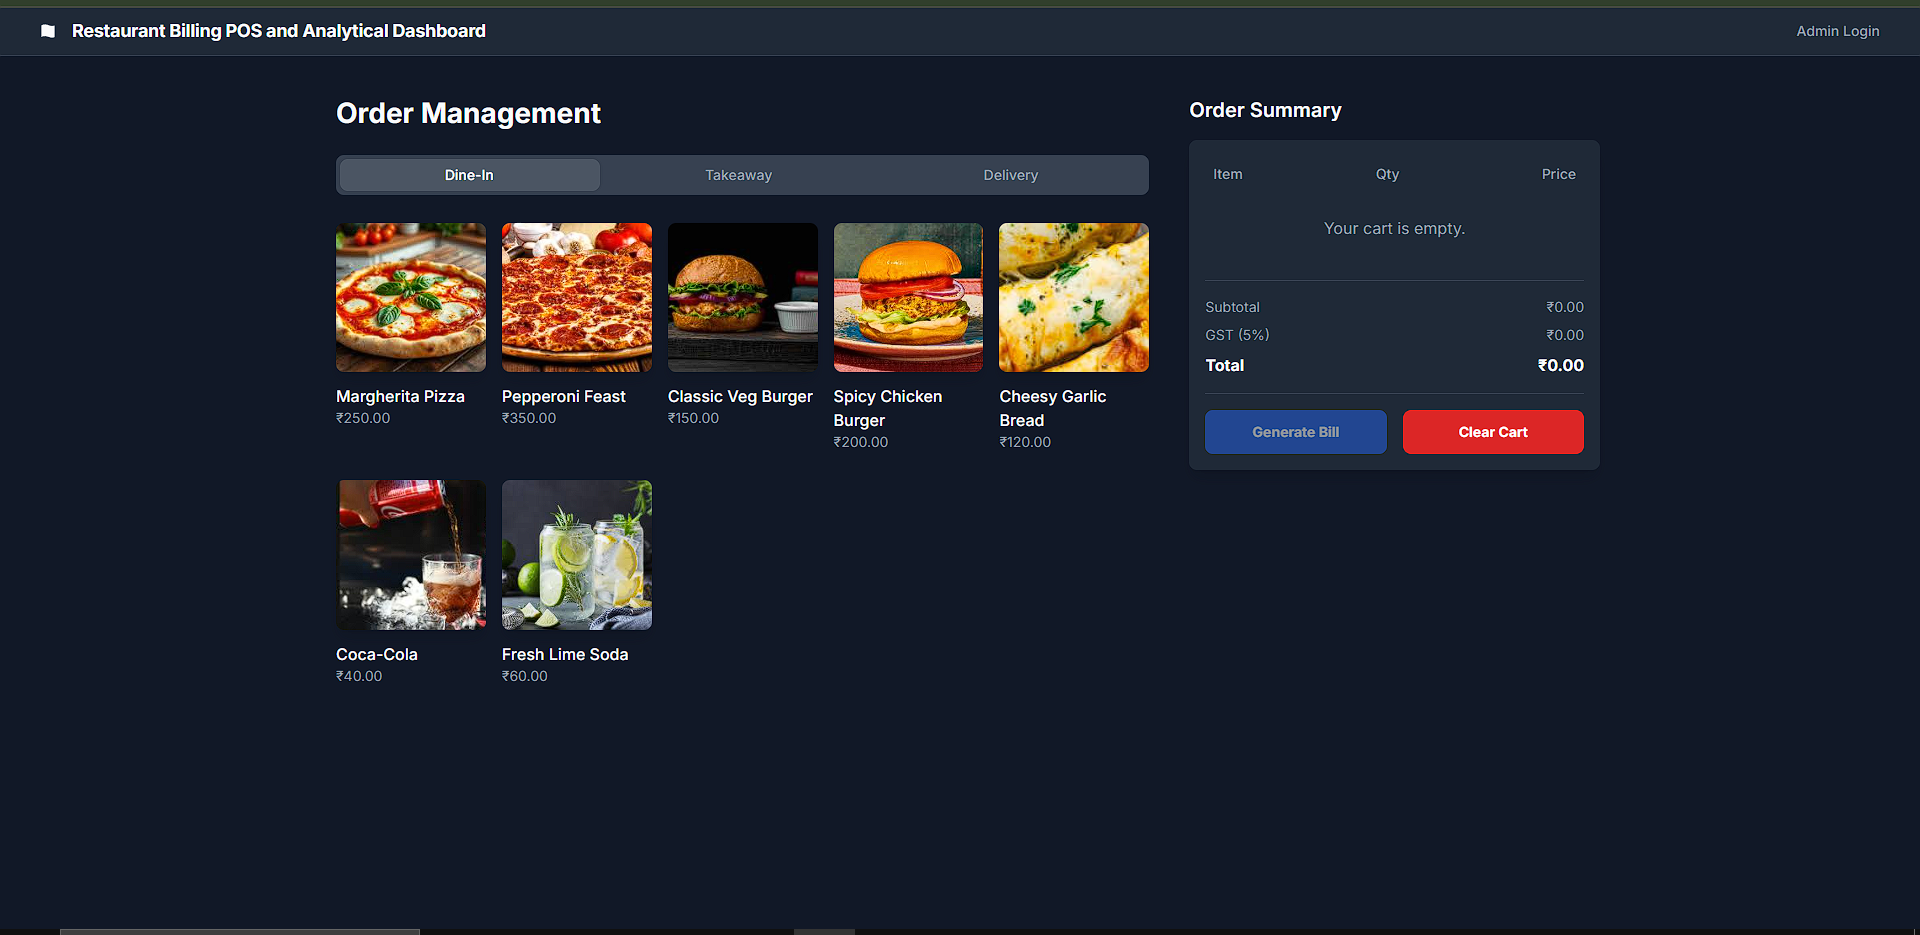 Restaurant Billing POS and Analytical Dashboard
Admin Login
Order Management
Dine-In
Takeaway
Delivery
Margherita Pizza
₹250.00
Pepperoni Feast
₹350.00
Classic Veg Burger
₹150.00
Spicy Chicken
Burger
₹200.00
Cheesy Garlic
Bread
₹120.00
Coca-Cola
₹40.00
Fresh Lime Soda
₹60.00
Order Summary
Item Qty Price
Your cart is empty.
Subtotal ₹0.00
GST (5%) ₹0.00
Total ₹0.00
Generate Bill
Clear Cart